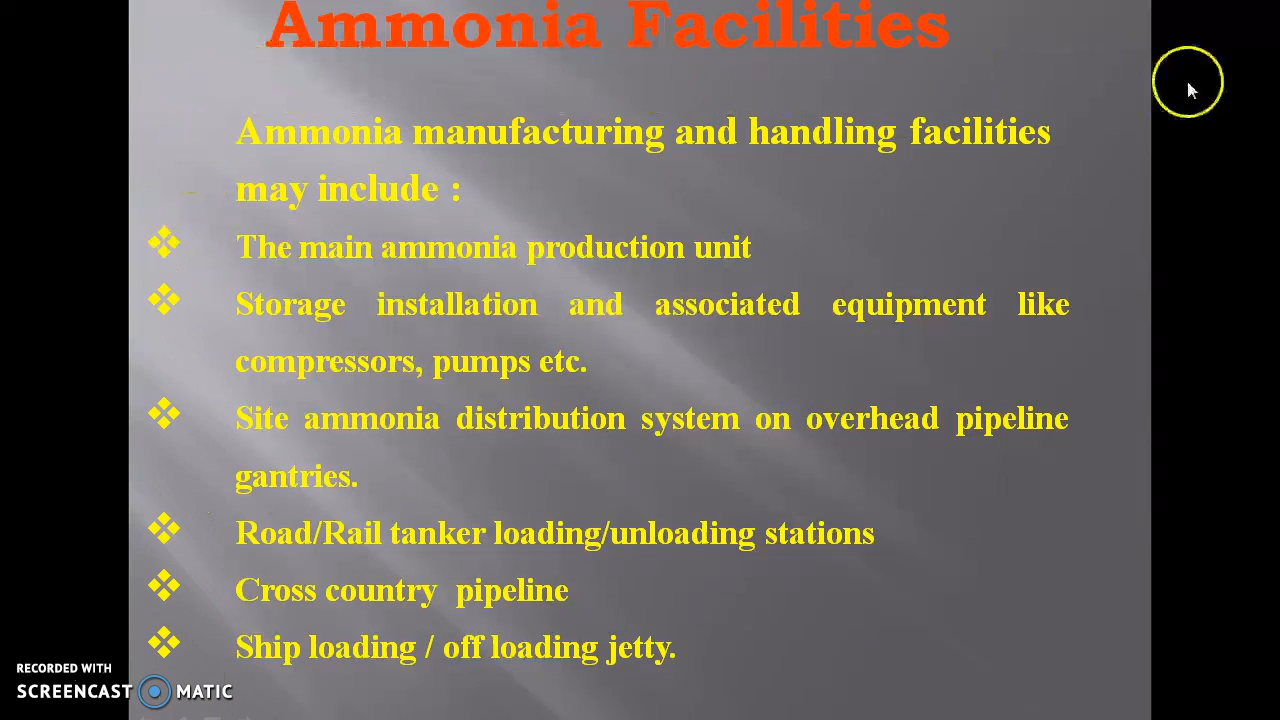 Ammonia Facilities
Ammonia manufacturing and handling facilities
may include :
The main ammonia production unit
Storage installation and associated equipment like
compressors, pumps etc.
Site ammonia distribution system on overhead pipeline
gantries.
Road/Rail tanker loading/unloading stations
Cross country pipeline
Ship loading / off loading jetty.
RECORDED WITH
SCREENCAST MATIC